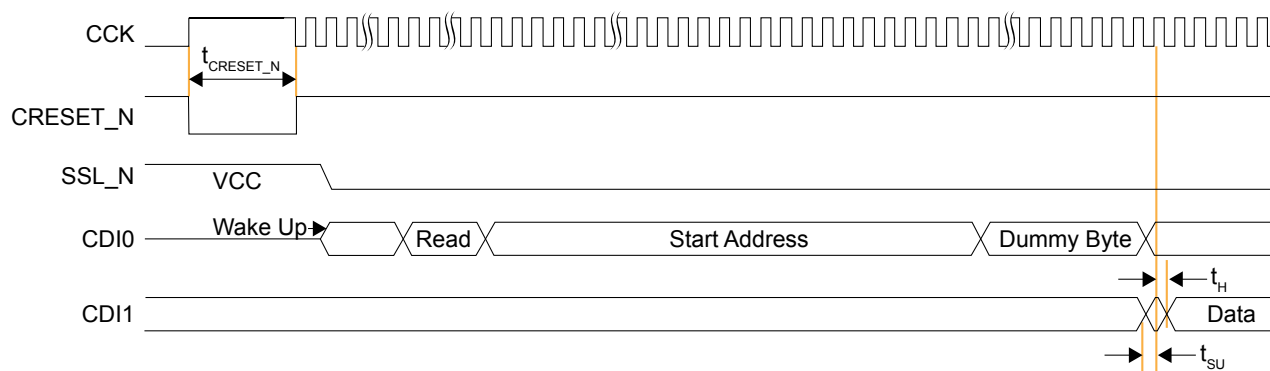 CCK
tCRESET_N
CRESET_N
SSL_N
VCC
CDI0
Wake Up
Read
Start Address
Dummy Byte
tH
CDI1
Data
tSU